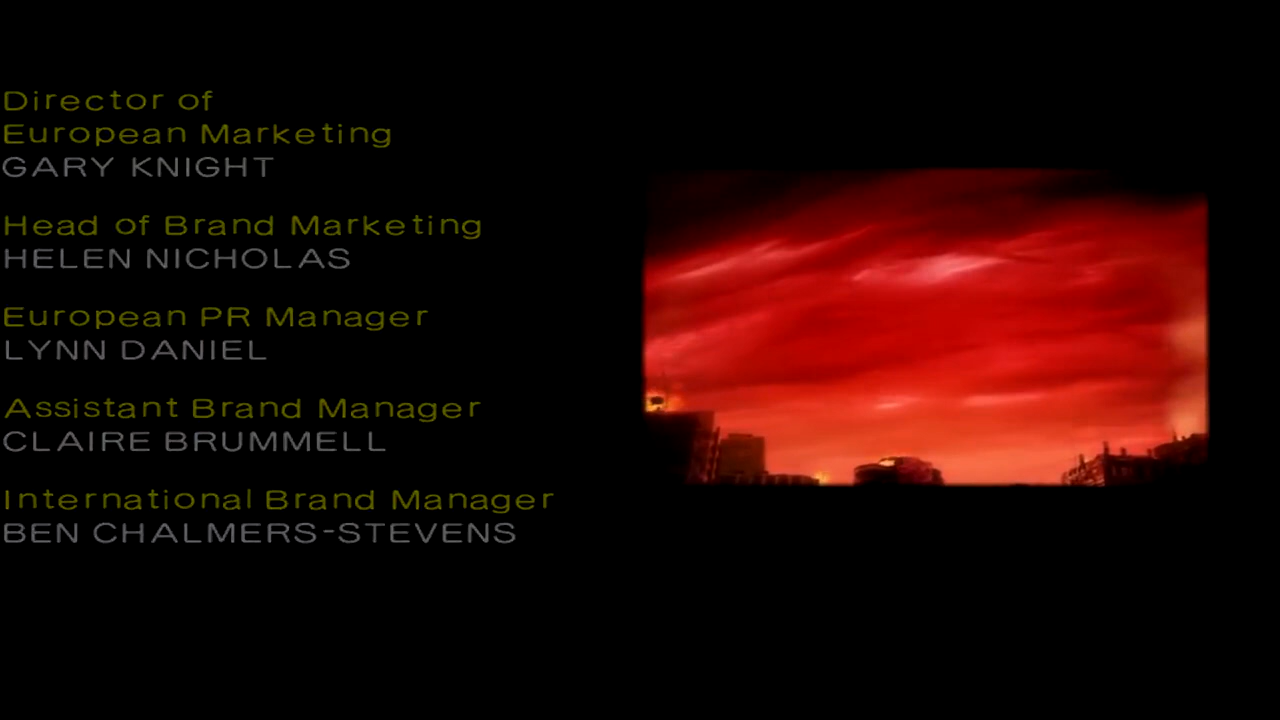 Director of
European Marketing
GARY KNIGHT
Head of Brand Marketing
HELEN NICHOLAS
European PR Manager
LYNN DANIEL
Assistant Brand Manager
CLAIRE BRUMMELL
International Brand Manager
BEN CHALMERS-STEVENS